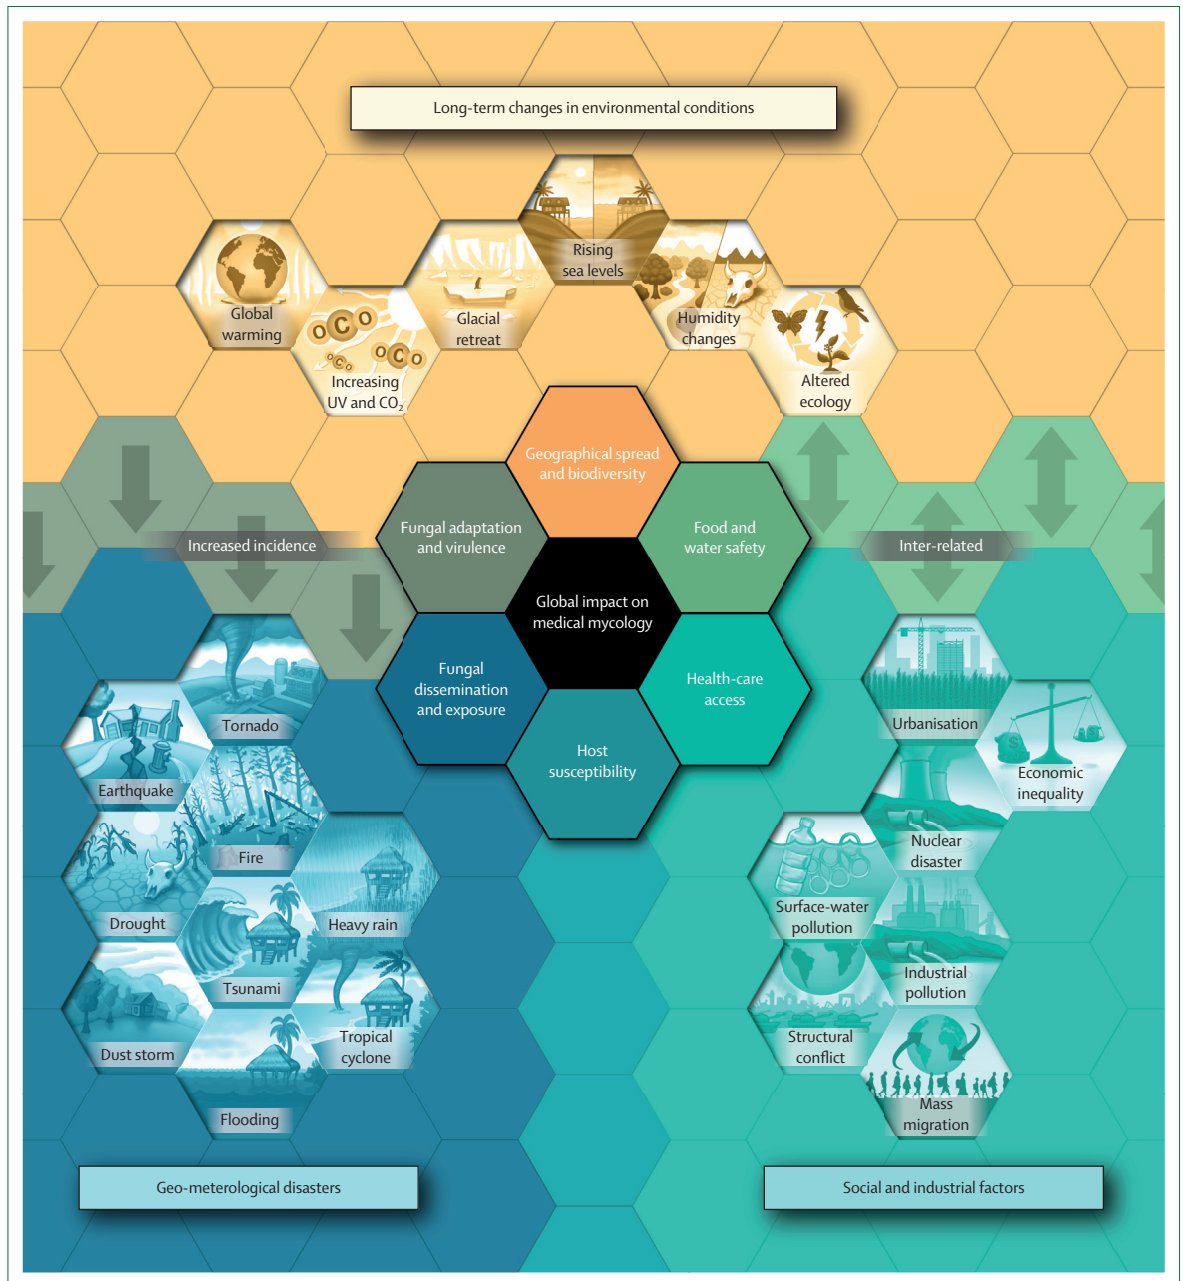 Long-term changes in environmental conditions
Rising
sea levels
Global
warming
Glacial
retreat
Humidity
changes
OCO
OCO
OCO
Increasing
UV and CO₂
Altered
ecology
Geographical spread
and biodiversity
Fungal adaptation
and virulence
Food and
water safety
Increased incidence
Inter-related
Global impact on
medical mycology
Fungal
dissemination
and exposure
Health-care
access
Host
susceptibility
Tornado
Earthquake
Fire
Drought
Heavy rain
Tsunami
Dust storm
Tropical
cyclone
Flooding
Urbanisation
$
$
Economic
inequality
Nuclear
disaster
Surface-water
pollution
Industrial
pollution
Structural
conflict
Mass
migration
Geo-meterological disasters
Social and industrial factors